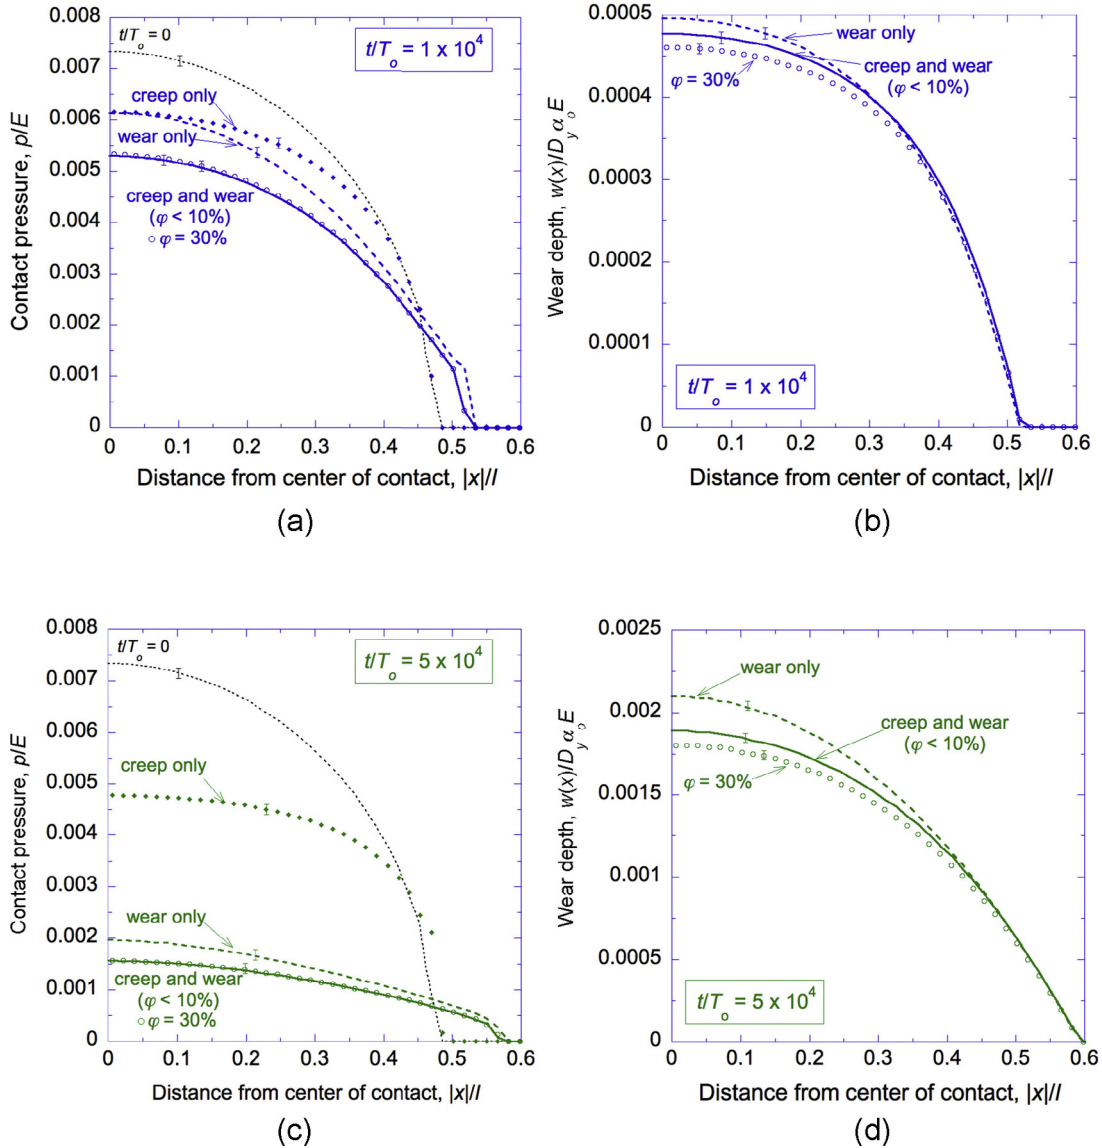 0.008
t/T_o = 0
0.007
0.006
0.005
0.004
0.003
0.002
0.001
0
Contact pressure, p/E
t/T_o = 1 x 10^4
creep only
wear only
creep and wear
(φ < 10%)
○ φ = 30%
0 0.1 0.2 0.3 0.4 0.5 0.6
Distance from center of contact, |x|/l
(a)
0.0005
0.0004
0.0003
0.0002
0.0001
0
Wear depth, w(x)/D_y α_o E
wear only
creep and wear
(φ < 10%)
φ = 30%
t/T_o = 1 x 10^4
0 0.1 0.2 0.3 0.4 0.5 0.6
Distance from center of contact, |x|/l
(b)
0.008
t/T_o = 0
0.007
0.006
0.005
0.004
0.003
0.002
0.001
0
Contact pressure, p/E
t/T_o = 5 x 10^4
creep only
wear only
creep and wear
(φ < 10%)
○ φ = 30%
0 0.1 0.2 0.3 0.4 0.5 0.6
Distance from center of contact, |x|/l
(c)
0.0025
0.002
0.0015
0.001
0.0005
0
Wear depth, w(x)/D_y α_o E
wear only
creep and wear
(φ < 10%)
φ = 30%
t/T_o = 5 x 10^4
0 0.1 0.2 0.3 0.4 0.5 0.6
Distance from center of contact, |x|/l
(d)